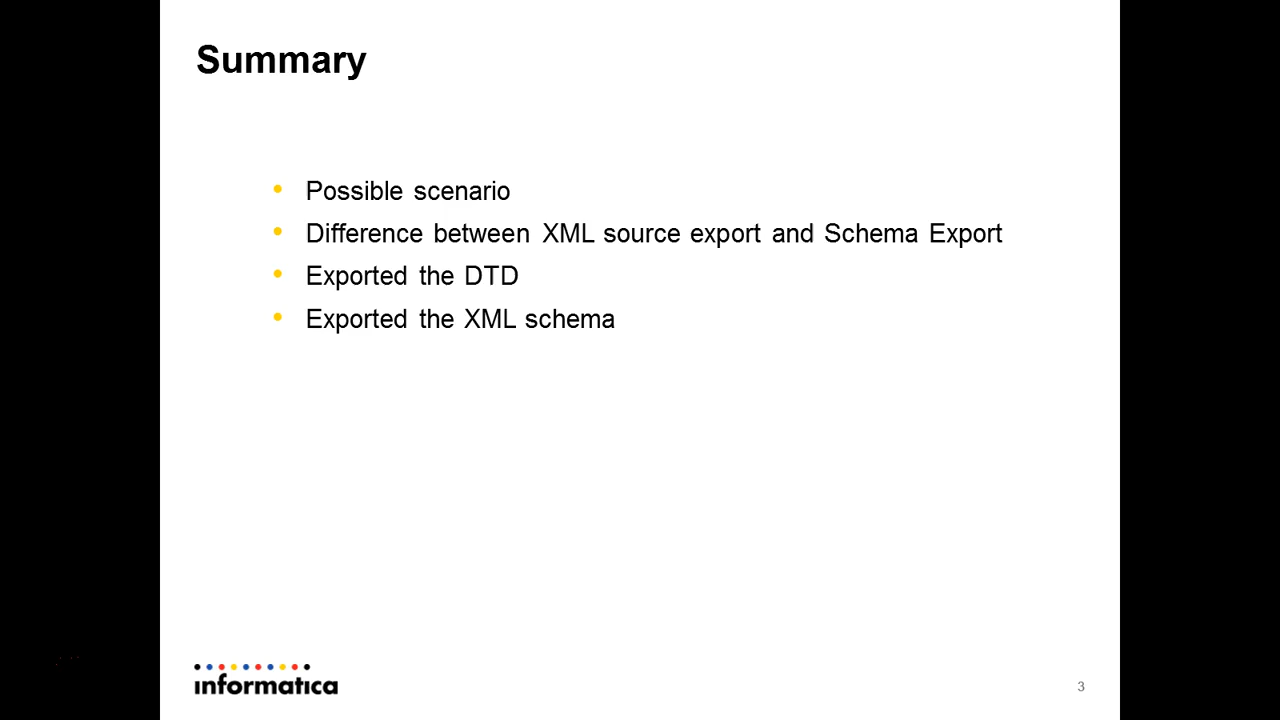 Summary
Possible scenario
Difference between XML source export and Schema Export
Exported the DTD
Exported the XML schema
informatica
3